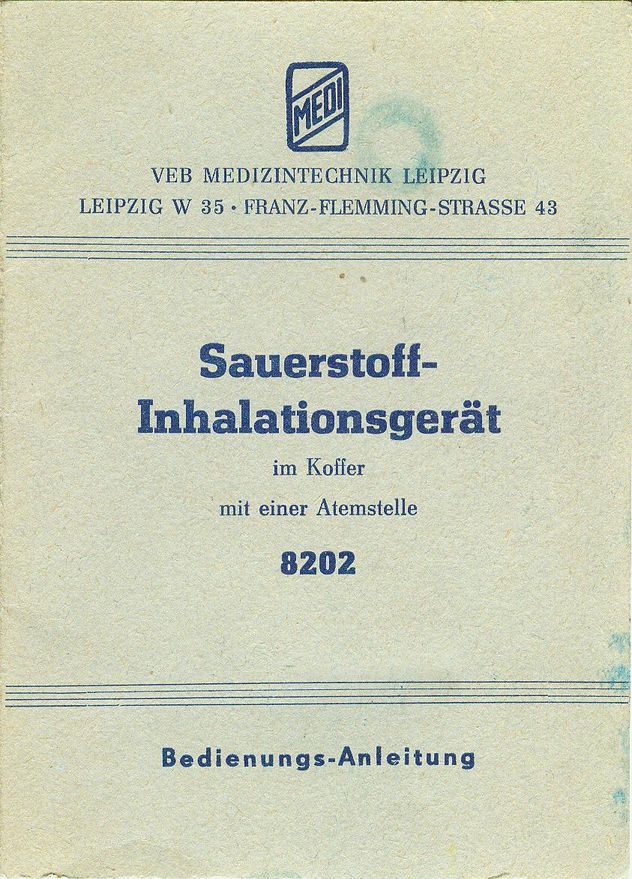 MEDI
VEB MEDIZINTECHNIK LEIPZIG
LEIPZIG W 35 • FRANZ-FLEMMING-STRASSE 43
Sauerstoff-
Inhalationsgerät
im Koffer
mit einer Atemstelle
8202
Bedienungs-Anleitung